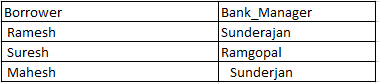 Borrower Bank_Manager
Ramesh Sunderajan
Suresh Ramgopal
Mahesh Sunderjan